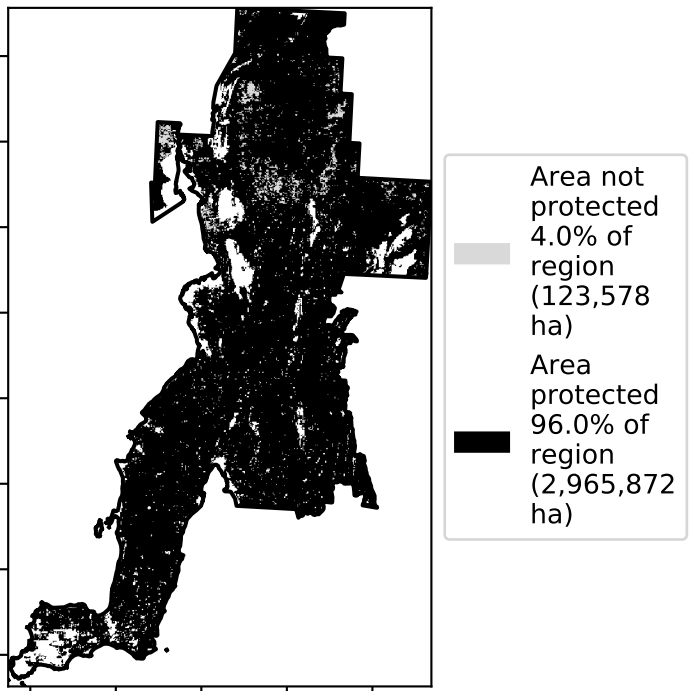 Area not
protected
4.0% of
region
(123,578
ha)
Area
protected
96.0% of
region
(2,965,872
ha)